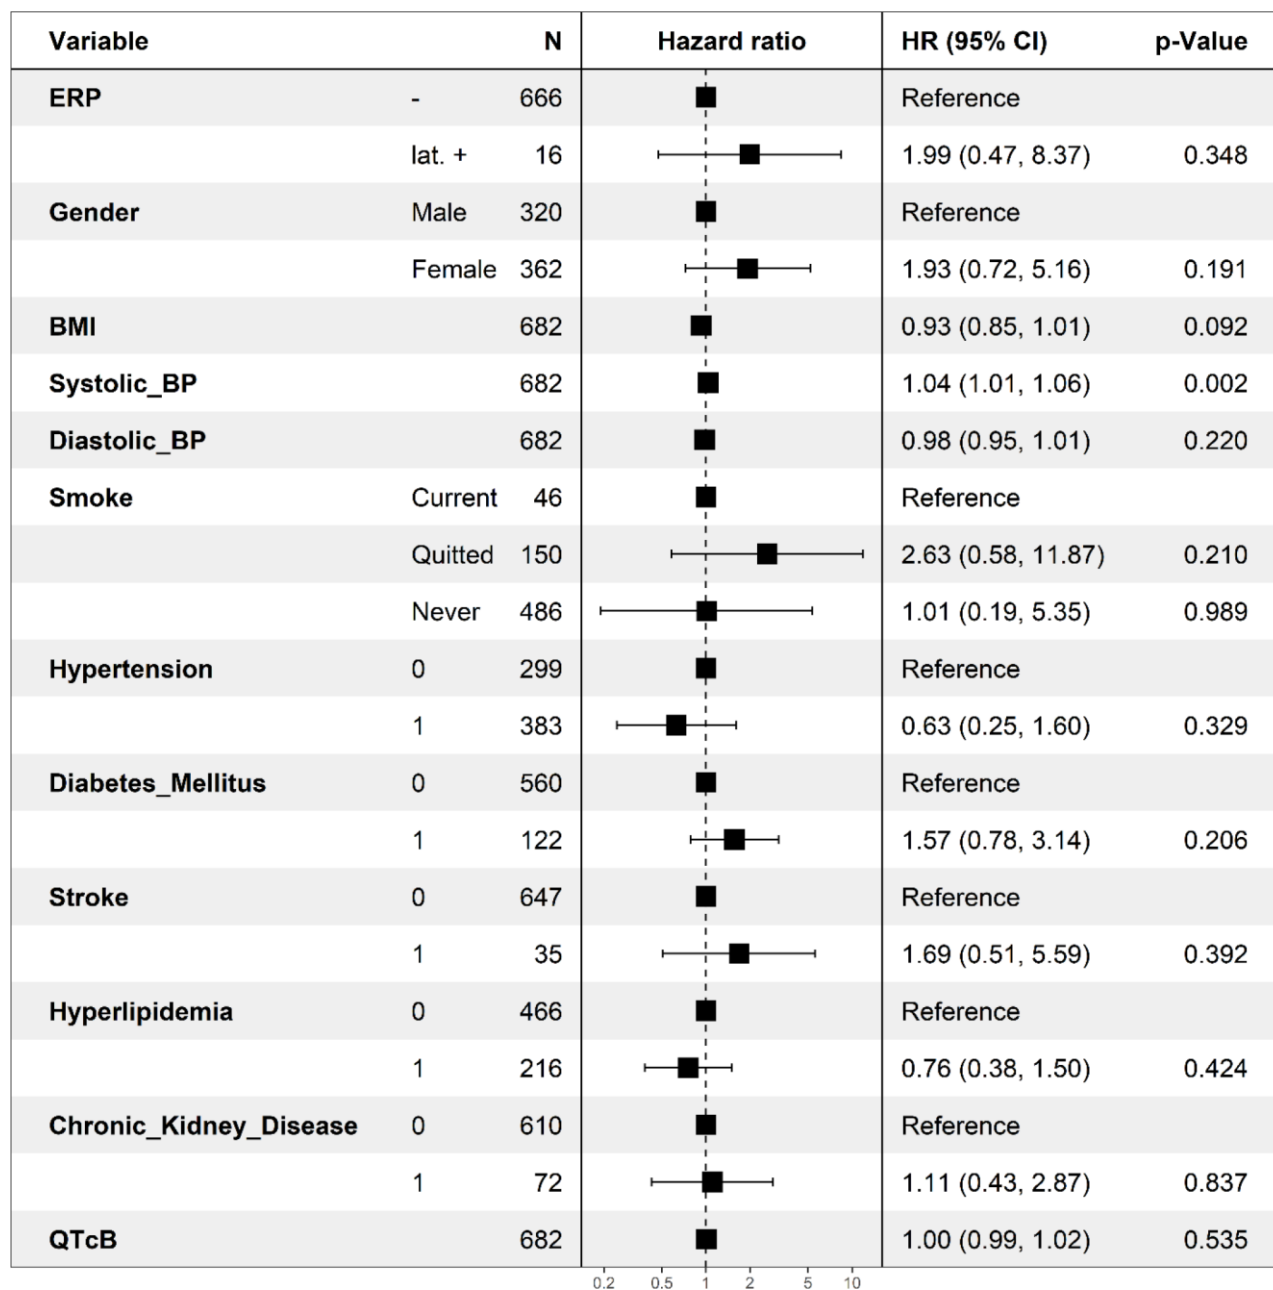 Variable N Hazard ratio HR (95% CI) p-Value
ERP - 666 Reference
lat. + 16 1.99 (0.47, 8.37) 0.348
Gender Male 320 Reference
Female 362 1.93 (0.72, 5.16) 0.191
BMI 682 0.93 (0.85, 1.01) 0.092
Systolic_BP 682 1.04 (1.01, 1.06) 0.002
Diastolic_BP 682 0.98 (0.95, 1.01) 0.220
Smoke Current 46 Reference
Quitted 150 2.63 (0.58, 11.87) 0.210
Never 486 1.01 (0.19, 5.35) 0.989
Hypertension 0 299 Reference
1 383 0.63 (0.25, 1.60) 0.329
Diabetes_Mellitus 0 560 Reference
1 122 1.57 (0.78, 3.14) 0.206
Stroke 0 647 Reference
1 35 1.69 (0.51, 5.59) 0.392
Hyperlipidemia 0 466 Reference
1 216 0.76 (0.38, 1.50) 0.424
Chronic_Kidney_Disease 0 610 Reference
1 72 1.11 (0.43, 2.87) 0.837
QTcB 682 1.00 (0.99, 1.02) 0.535
0.2 0.5 1 2 5 10